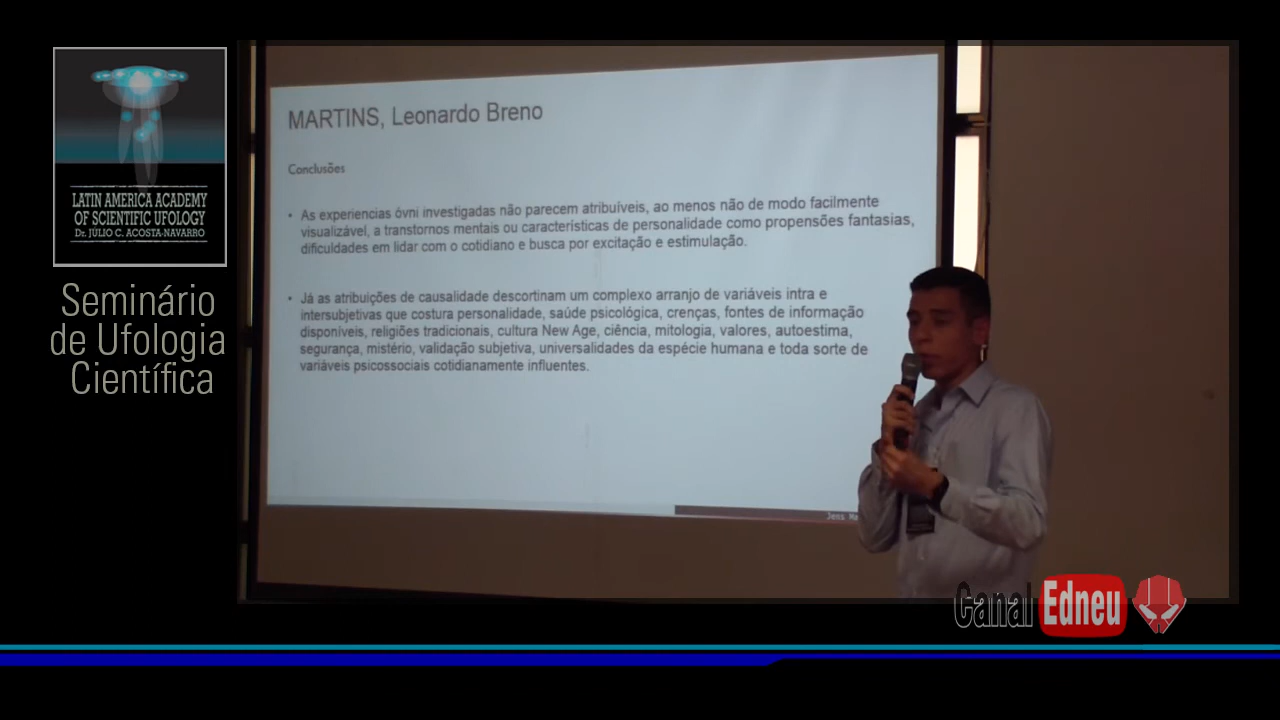 LATIN AMERICA ACADEMY
OF SCIENTIFIC UFOLOGY
Dr. JÚLIO C. ACOSTA-NAVARRO
Seminário
de Ufologia
Científica
MARTINS, Leonardo Breno
Conclusões
• As experiencias óvni investigadas não parecem atribuíveis, ao menos não de modo facilmente
visualizável, a transtornos mentais ou características de personalidade como propensões fantasias,
dificuldades em lidar com o cotidiano e busca por excitação e estimulação.
• Já as atribuições de causalidade descortinam um complexo arranjo de variáveis intra e
intersubjetivas que costura personalidade, saúde psicológica, crenças, fontes de informação
disponíveis, religiões tradicionais, cultura New Age, ciência, mitologia, valores, autoestima,
segurança, mistério, validação subjetiva, universalidades da espécie humana e toda sorte de
variáveis psicossociais cotidianamente influentes.
Jens
Canal Edneu